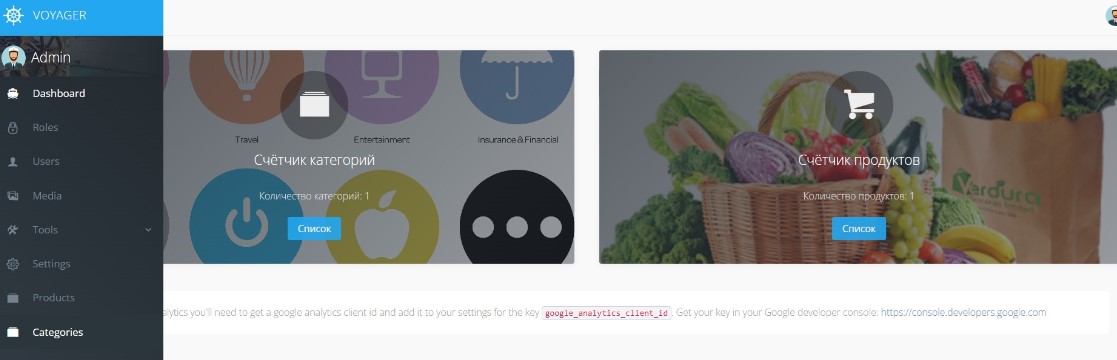 VOYAGER
Admin
Dashboard
Roles
Users
Media
Tools
Settings
Products
Categories
Travel
Entertainment
Insurance & Financial
Счётчик категорий
Количество категорий: 1
Список
Счётчик продуктов
Количество продуктов: 1
Список
Verdura
alytics you'll need to get a google analytics client id and add it to your settings for the key google_analytics_client_id . Get your key in your Google developer console: https://console.developers.google.com